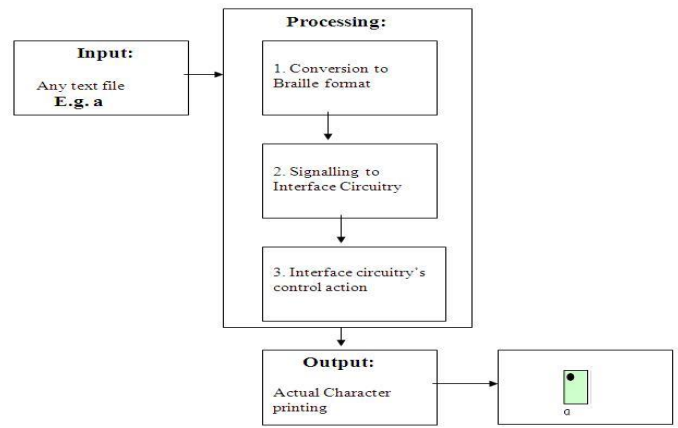 Processing:
Input:
Any text file
E.g. a
1. Conversion to
Braille format
2. Signalling to
Interface Circuitry
3. Interface circuitry's
control action
Output:
Actual Character
printing
a